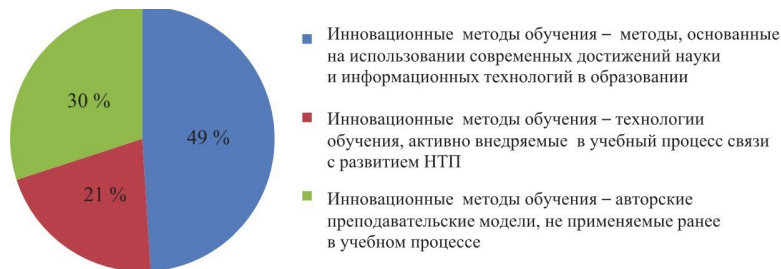 30 %
49 %
21 %
Инновационные методы обучения – методы, основанные
на использовании современных достижений науки
и информационных технологий в образовании
Инновационные методы обучения – технологии
обучения, активно внедряемые в учебный процесс связи
с развитием НТП
Инновационные методы обучения – авторские
преподавательские модели, не применяемые ранее
в учебном процессе